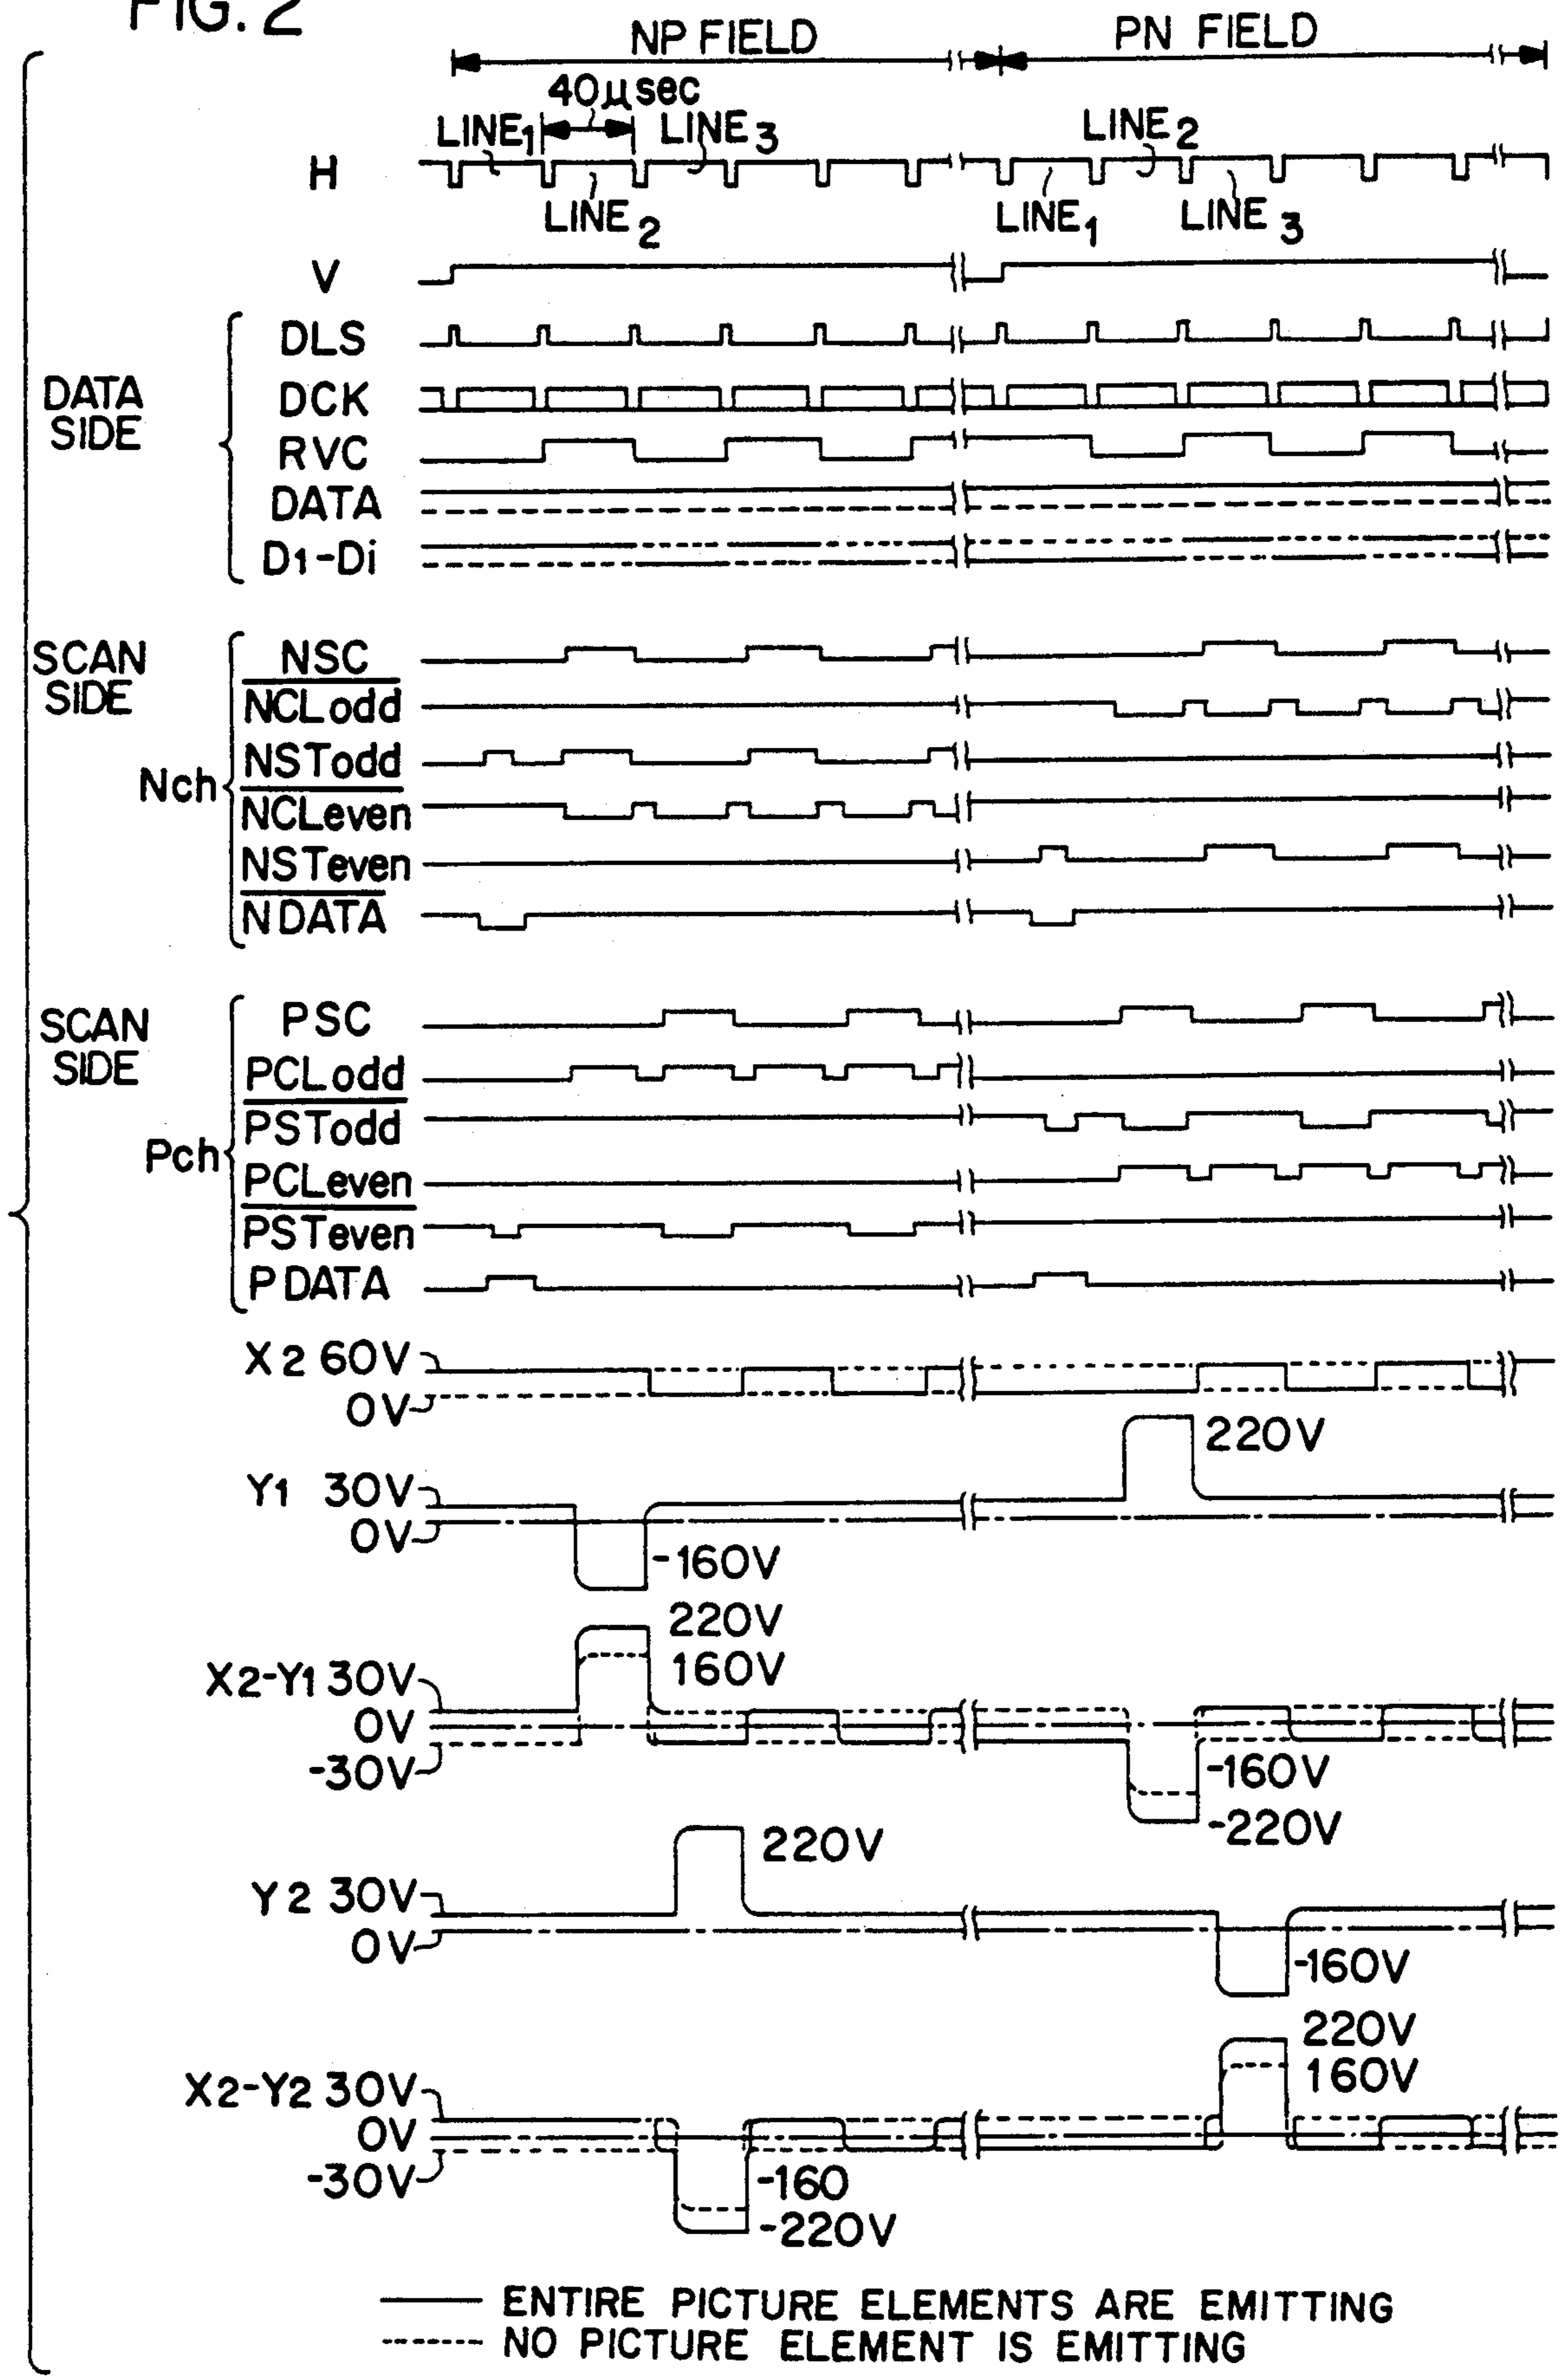 FIG. 2
NP FIELD PN FIELD
40μsec
LINE1 LINE3 LINE2
H
LINE2 LINE1 LINE3
V
DLS
DATA SIDE
DCK
RVC
DATA
D1-Di
SCAN SIDE
NSC
NCLodd
NSTodd
Nch
NCLeven
NSTeven
NDATA
SCAN SIDE
PSC
PCLodd
PSTodd
Pch
PCLeven
PSTeven
PDATA
X2 60V
0V
220V
Y1 30V
0V
-160V
220V
160V
X2-Y1 30V
0V
-30V
-160V
-220V
220V
Y2 30V
0V
-160V
220V
160V
X2-Y2 30V
0V
-30V
-160
-220V
ENTIRE PICTURE ELEMENTS ARE EMITTING
NO PICTURE ELEMENT IS EMITTING